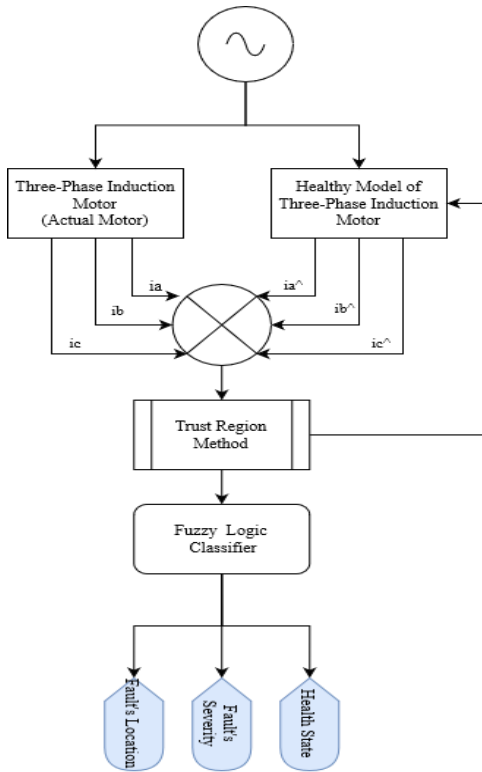 Three-Phase Induction
Motor
(Actual Motor)
Healthy Model of
Three-Phase Induction
Motor
ia
ia^
ib
ib^
ic
ic^
Trust Region
Method
Fuzzy Logic
Classifier
Fault's Location
Fault's
Severity
Health State